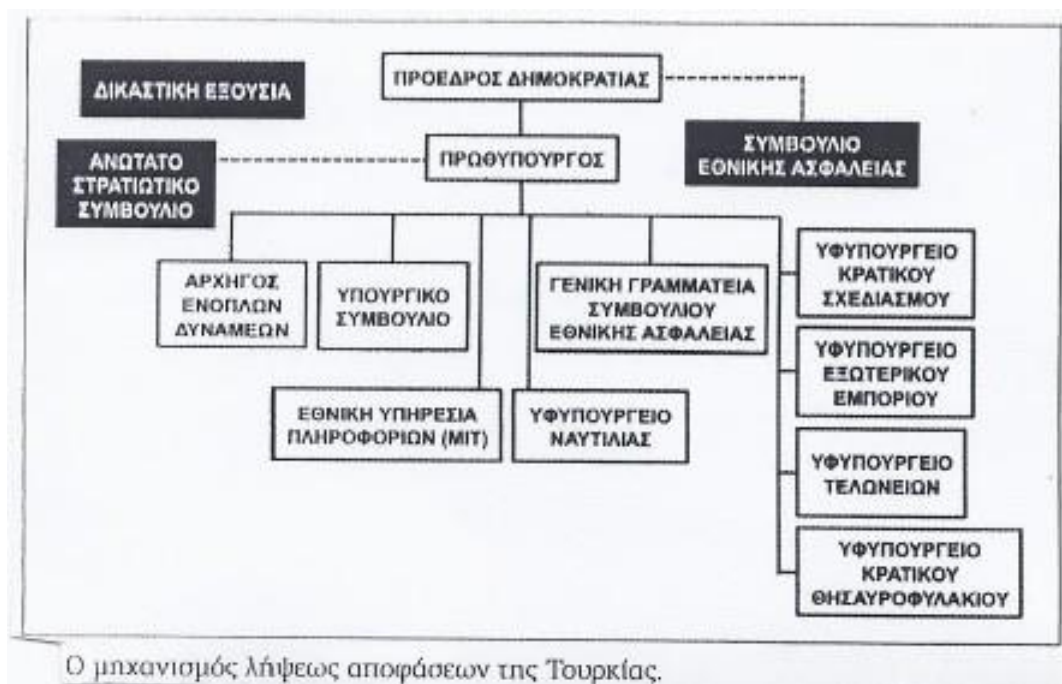 ΔΙΚΑΣΤΙΚΗ ΕΞΟΥΣΙΑ
ΠΡΟΕΔΡΟΣ ΔΗΜΟΚΡΑΤΙΑΣ
ΑΝΩΤΑΤΟ
ΣΤΡΑΤΙΩΤΙΚΟ
ΣΥΜΒΟΥΛΙΟ
ΠΡΩΘΥΠΟΥΡΓΟΣ
ΣΥΜΒΟΥΛΙΟ
ΕΘΝΙΚΗΣ ΑΣΦΑΛΕΙΑΣ
ΑΡΧΗΓΟΣ
ΕΝΟΠΛΩΝ
ΔΥΝΑΜΕΩΝ
ΥΠΟΥΡΓΙΚΟ
ΣΥΜΒΟΥΛΙΟ
ΓΕΝΙΚΗ ΓΡΑΜΜΑΤΕΙΑ
ΣΥΜΒΟΥΛΙΟΥ
ΕΘΝΙΚΗΣ ΑΣΦΑΛΕΙΑΣ
ΥΦΥΠΟΥΡΓΕΙΟ
ΚΡΑΤΙΚΟΥ
ΣΧΕΔΙΑΣΜΟΥ
ΥΦΥΠΟΥΡΓΕΙΟ
ΕΞΩΤΕΡΙΚΟΥ
ΕΜΠΟΡΙΟΥ
ΕΘΝΙΚΗ ΥΠΗΡΕΣΙΑ
ΠΛΗΡΟΦΟΡΙΩΝ (ΜΙΤ)
ΥΦΥΠΟΥΡΓΕΙΟ
ΝΑΥΤΙΛΙΑΣ
ΥΦΥΠΟΥΡΓΕΙΟ
ΤΕΛΩΝΕΙΩΝ
ΥΦΥΠΟΥΡΓΕΙΟ
ΚΡΑΤΙΚΟΥ
ΘΗΣΑΥΡΟΦΥΛΑΚΙΟΥ
Ο μηχανισμός λήψεως αποφάσεων της Τουρκίας.